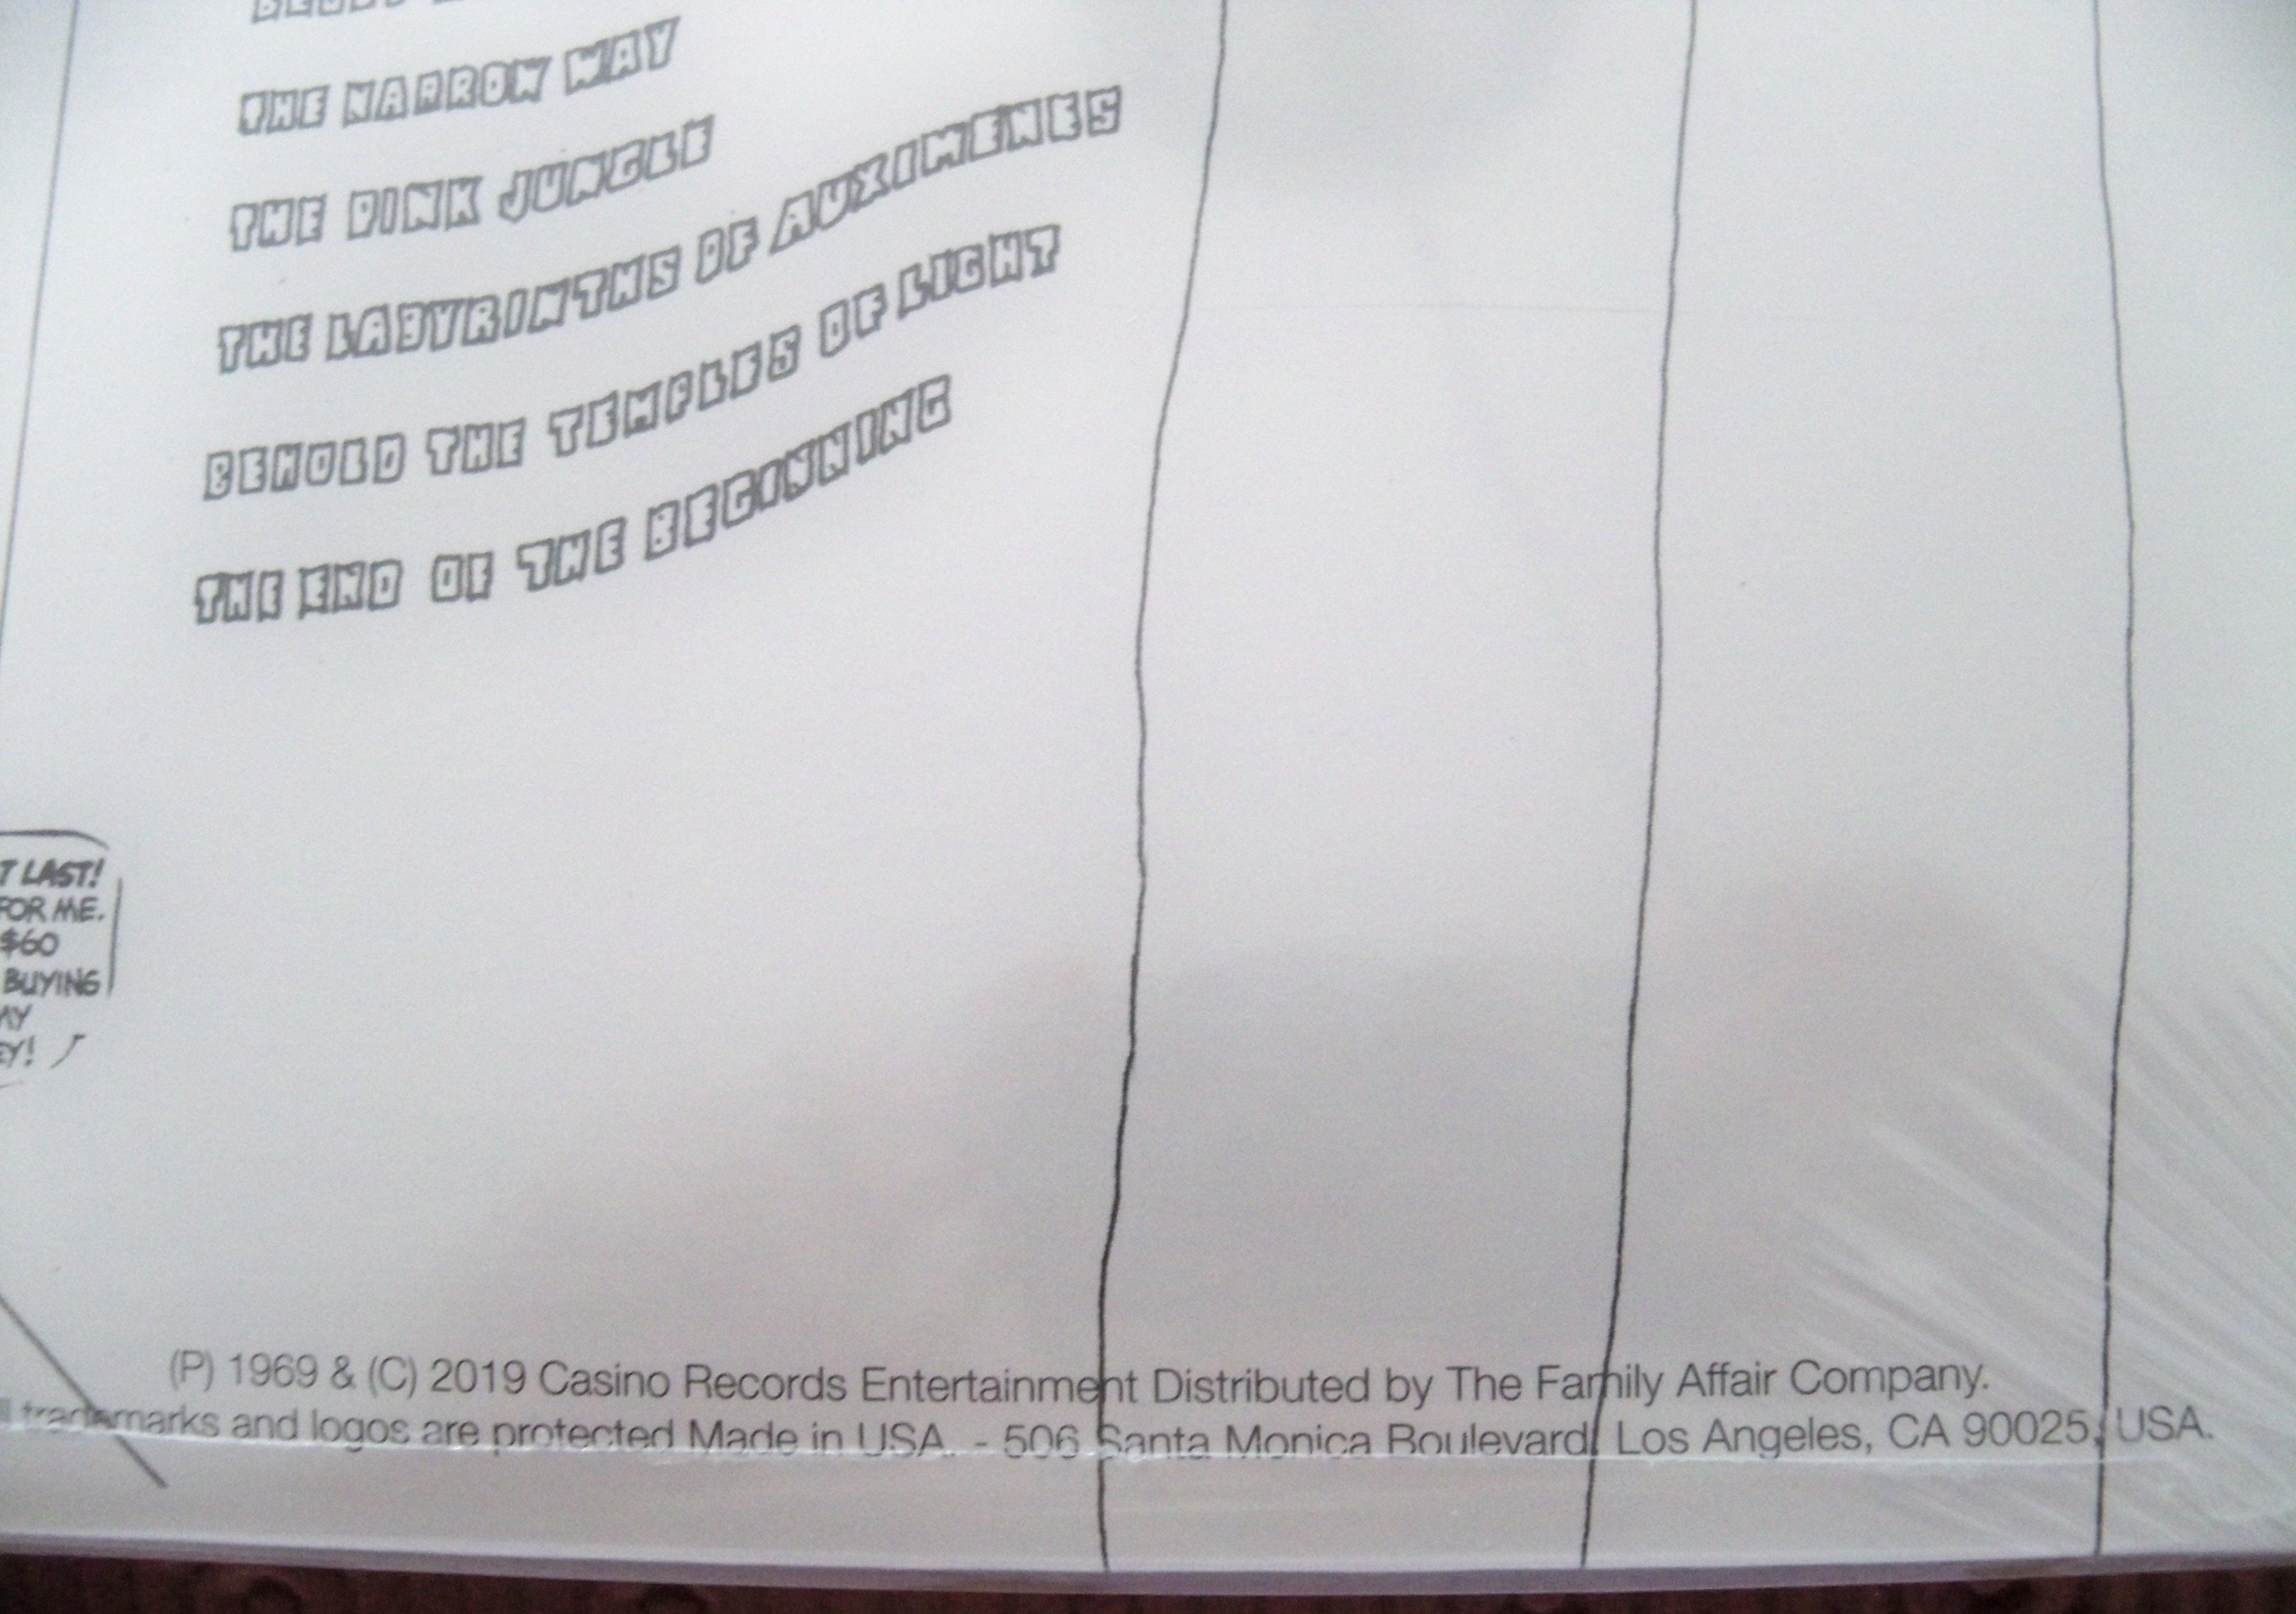 THE NARROW WAY
THE PINK JUNGLE
THE LABYRINTHS OF AUXIMENES
BEHOLD THE TEMPLES OF LIGHT
THE END OF THE BEGINNING
T LAST!
FOR ME.
$60
BUYING
AY
EY!
(P) 1969 & (C) 2019 Casino Records Entertainment Distributed by The Family Affair Company.
l trademarks and logos are protected Made in USA. - 506 Santa Monica Boulevard, Los Angeles, CA 90025, USA.